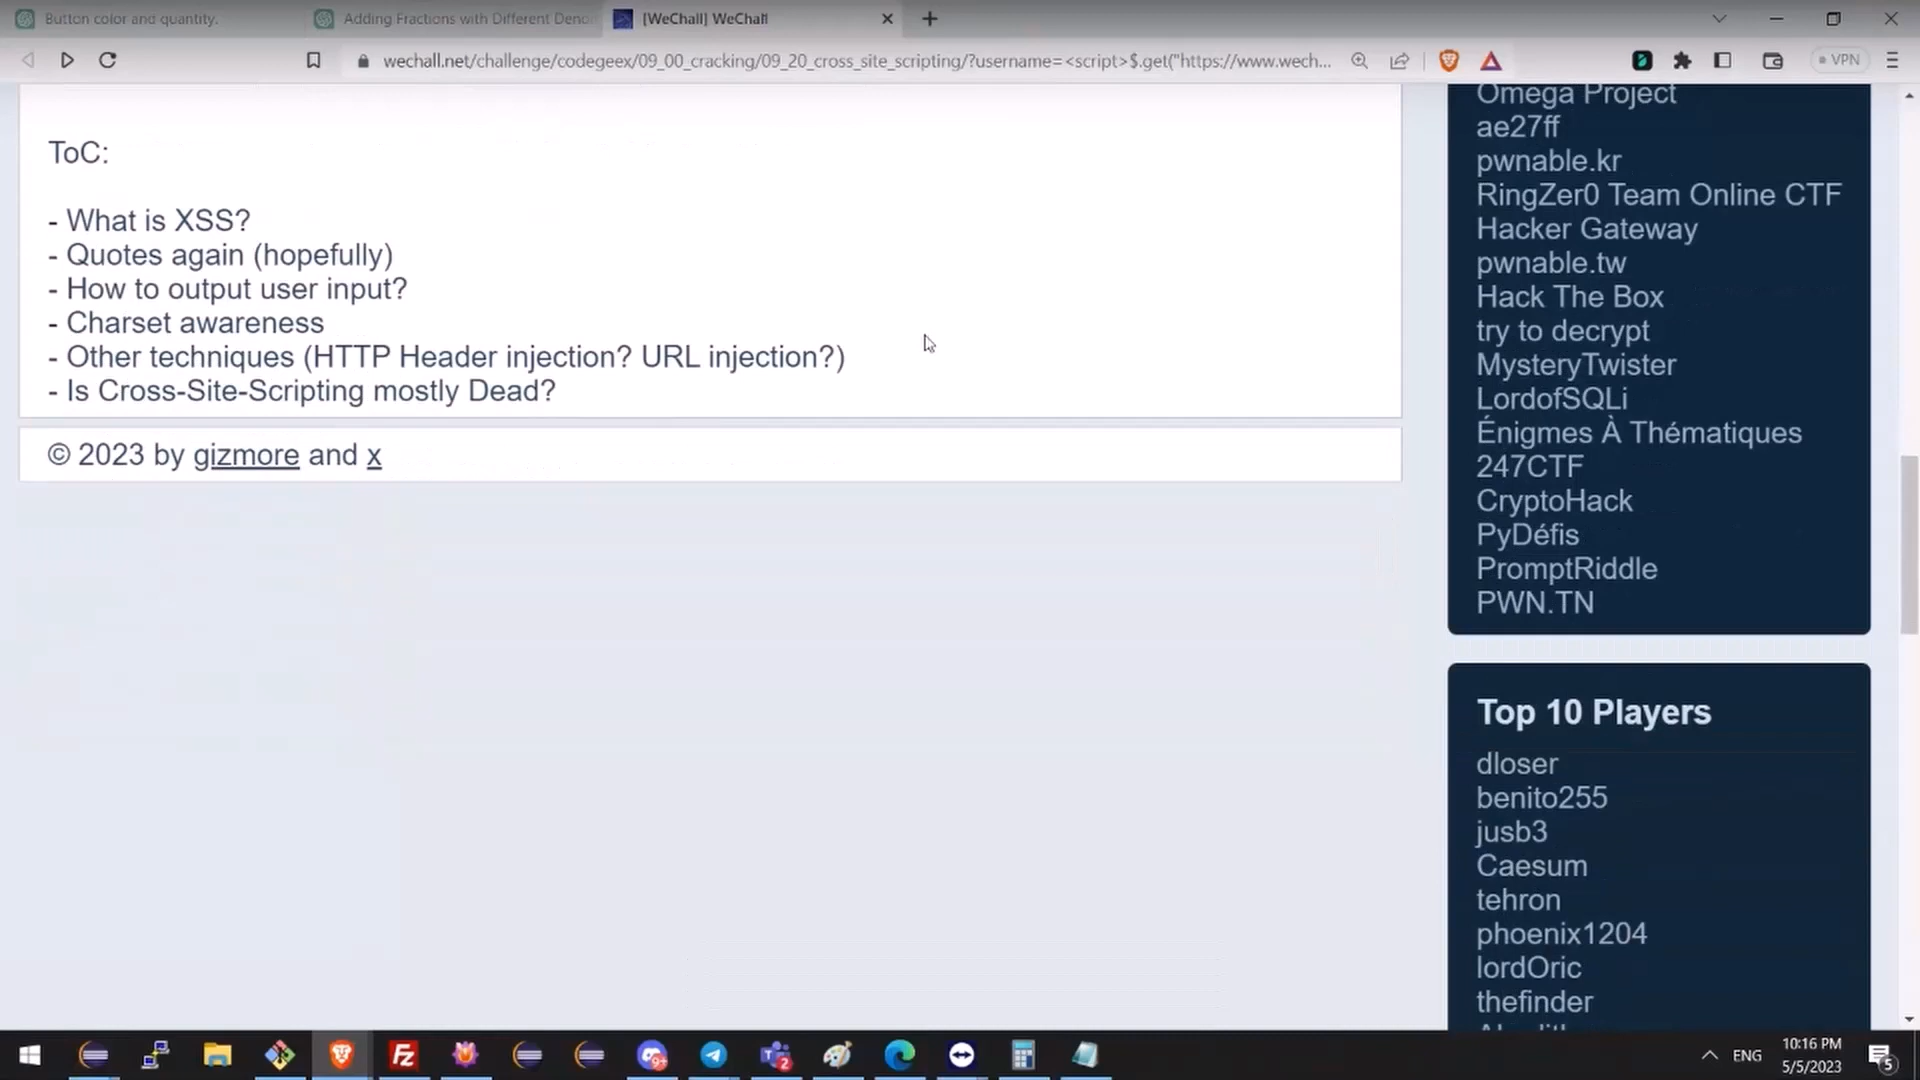 Button color and quantity.
Adding Fractions with Different Deno
[WeChall] WeChall
wechall.net/challenge/codegeex/09_00_cracking/09_20_cross_site_scripting/?username=<script>$.get("https://www.wech...
VPN
ToC:
- What is XSS?
- Quotes again (hopefully)
- How to output user input?
- Charset awareness
- Other techniques (HTTP Header injection? URL injection?)
- Is Cross-Site-Scripting mostly Dead?
© 2023 by gizmore and x
Omega Project
ae27ff
pwnable.kr
RingZer0 Team Online CTF
Hacker Gateway
pwnable.tw
Hack The Box
try to decrypt
MysteryTwister
LordofSQLi
Énigmes À Thématiques
247CTF
CryptoHack
PyDéfis
PromptRiddle
PWN.TN
Top 10 Players
dloser
benito255
jusb3
Caesum
tehron
phoenix1204
lordOric
thefinder
ENG
10:16 PM
5/5/2023
5